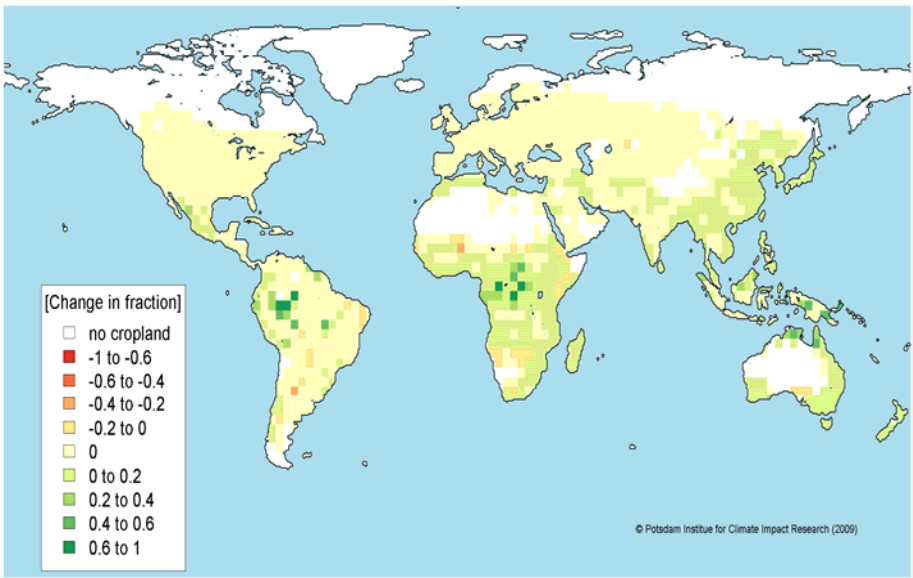 [Change in fraction]
no cropland
-1 to -0.6
-0.6 to -0.4
-0.4 to -0.2
-0.2 to 0
0
0 to 0.2
0.2 to 0.4
0.4 to 0.6
0.6 to 1
© Potsdam Institue for Climate Impact Research (2009)